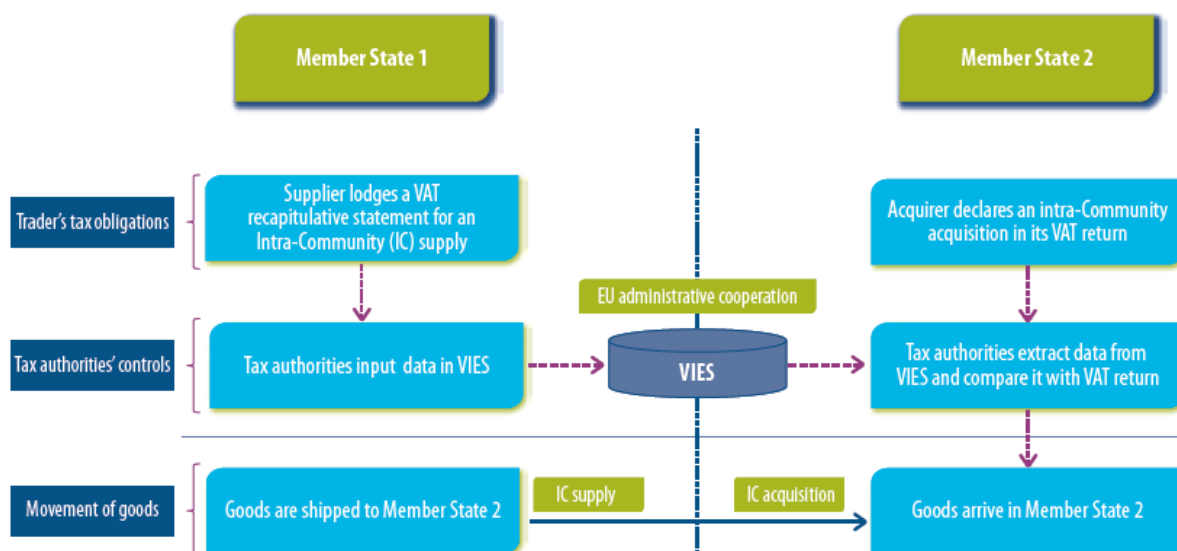 Member State 1
Member State 2
Trader's tax obligations
Supplier lodges a VAT
recapitulative statement for an
Intra-Community (IC) supply
Acquirer declares an intra-Community
acquisition in its VAT return
EU administrative cooperation
Tax authorities' controls
Tax authorities input data in VIES
VIES
Tax authorities extract data from
VIES and compare it with VAT return
Movement of goods
Goods are shipped to Member State 2
IC supply
IC acquisition
Goods arrive in Member State 2